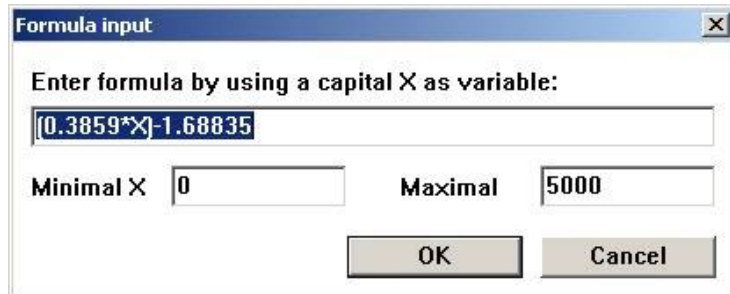 Formula input
Enter formula by using a capital X as variable:
(0.3859*X)-1.68835
Minimal X 0 Maximal 5000
OK Cancel